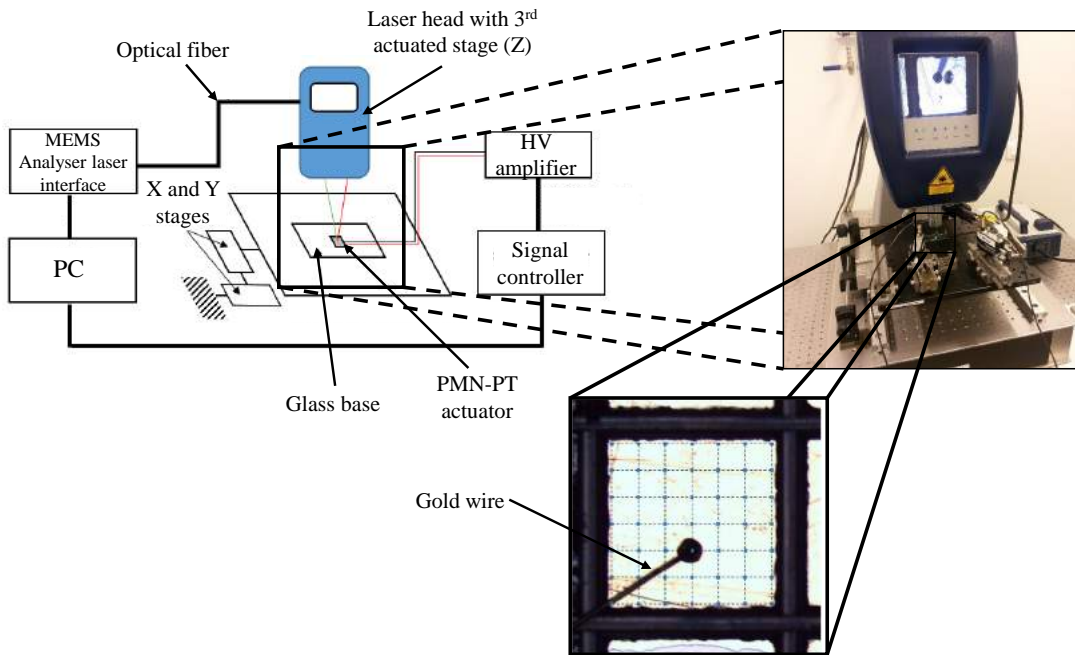 Laser head with 3rd
actuated stage (Z)
Optical fiber
MEMS
Analyser laser
interface
HV
amplifier
X and Y
stages
PC
Signal
controller
Glass base
PMN-PT
actuator
Gold wire